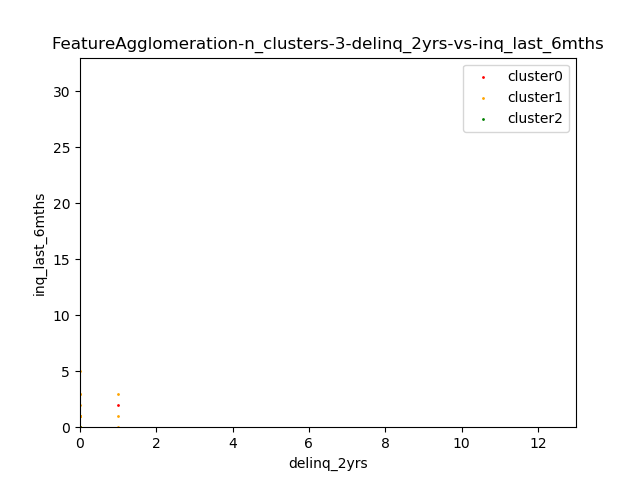 FeatureAgglomeration-n_clusters-3-delinq_2yrs-vs-inq_last_6mths
cluster0
cluster1
cluster2
30
25
20
15
10
5
0
inq_last_6mths
0 2 4 6 8 10 12
delinq_2yrs